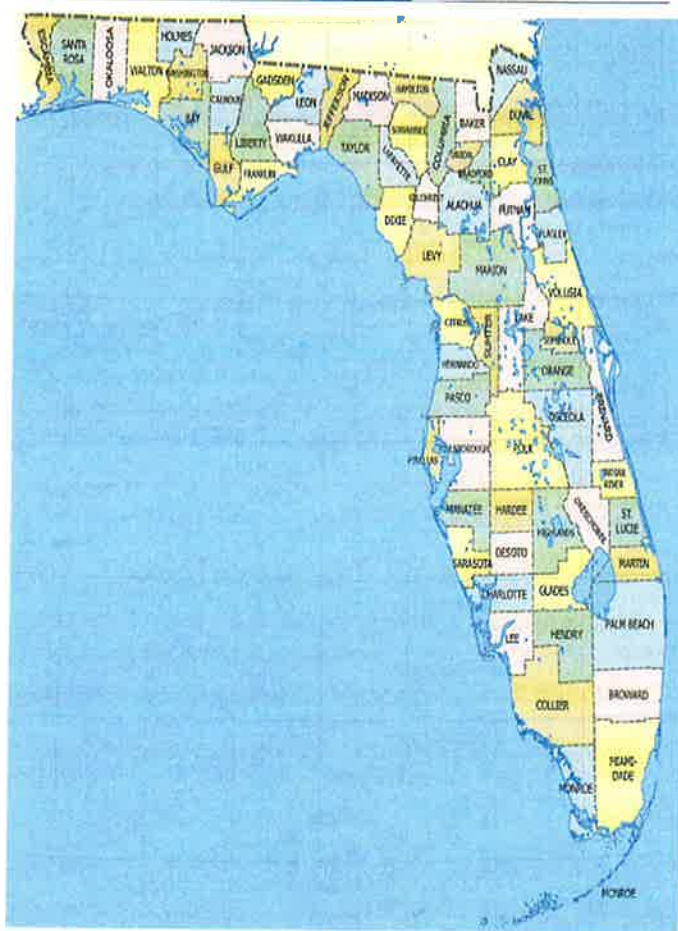 ESCAMBIA
SANTA
ROSA
OKALOOSA
WALTON
HOLMES
WASHINGTON
JACKSON
BAY
CALHOUN
GULF
GADSDEN
LIBERTY
FRANKLIN
LEON
WAKULLA
JEFFERSON
MADISON
TAYLOR
HAMILTON
SUWANNEE
LAFAYETTE
COLUMBIA
BAKER
NASSAU
DUVAL
UNION
BRADFORD
CLAY
ST.
JOHNS
DIXIE
GILCHRIST
ALACHUA
PUTNAM
FLAGLER
LEVY
MARION
VOLUSIA
CITRUS
SUMTER
LAKE
SEMINOLE
HERNANDO
ORANGE
PASCO
OSCEOLA
BREVARD
PINELLAS
HILLSBOROUGH
POLK
INDIAN
RIVER
MANATEE
HARDEE
HIGHLANDS
OKEECHOBEE
ST.
LUCIE
SARASOTA
DESOTO
MARTIN
CHARLOTTE
GLADES
LEE
HENDRY
PALM BEACH
COLLIER
BROWARD
MONROE
MIAMI-
DADE
MONROE